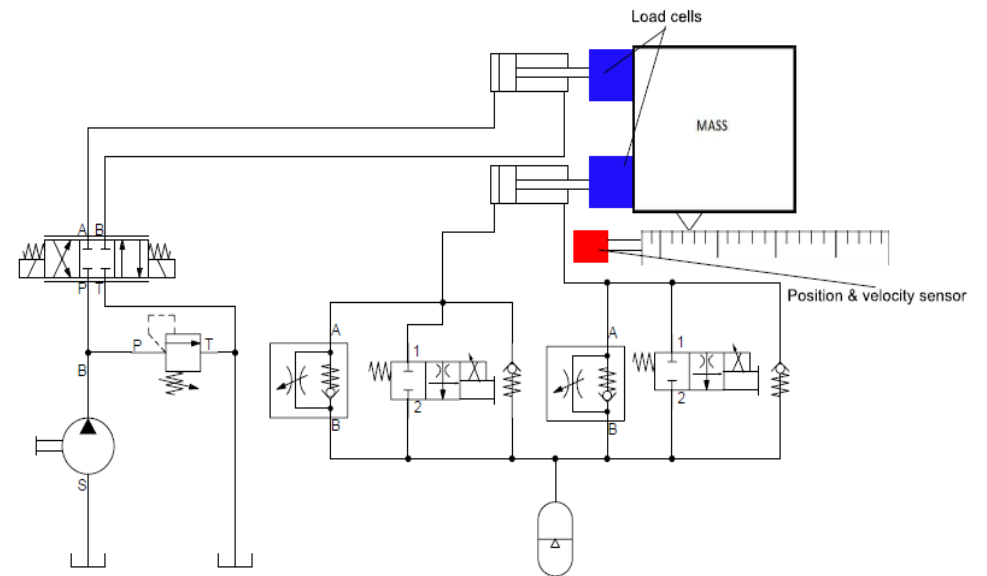 Load cells
MASS
A B
P T
Position & velocity sensor
P T
B
A
1
2
B
A
1
2
B
S